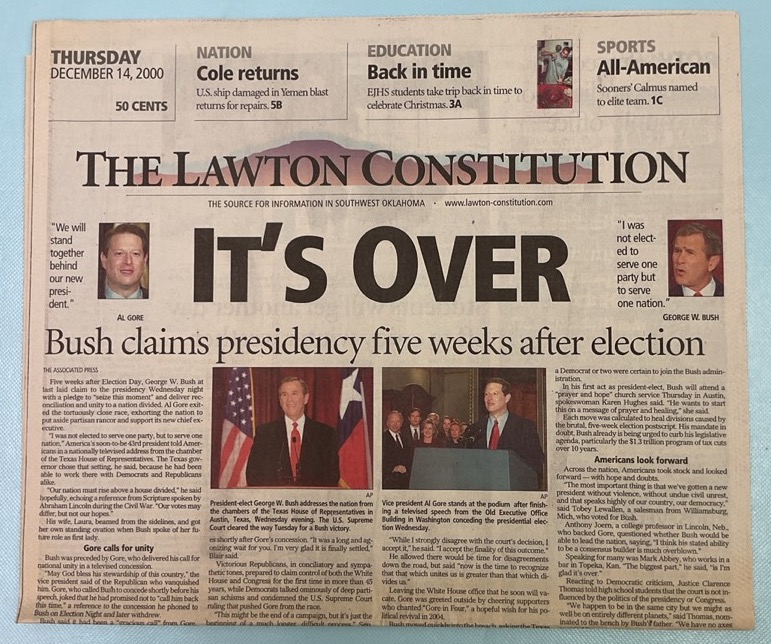 THURSDAY
DECEMBER 14, 2000
50 CENTS
NATION
Cole returns
U.S. ship damaged in Yemen blast
returns for repairs. 5B
EDUCATION
Back in time
EJHS students take trip back in time to
celebrate Christmas. 3A
SPORTS
All-American
Sooners' Calmus named
to elite team. 1C
THE LAWTON CONSTITUTION
THE SOURCE FOR INFORMATION IN SOUTHWEST OKLAHOMA · www.lawton-constitution.com
"We will
stand
together
behind
our new
presi-
dent."
AL GORE
IT'S OVER
"I was
not elect-
ed to
serve one
party but
to serve
one nation."
GEORGE W. BUSH
Bush claims presidency five weeks after election
THE ASSOCIATED PRESS
Five weeks after Election Day, George W. Bush at
last laid claim to the presidency Wednesday night
with a pledge to "seize this moment" and deliver rec-
onciliation and unity to a nation divided. Al Gore exit-
ed the tortuously close race, exhorting the nation to
put aside partisan rancor and support its new chief ex-
ecutive.
"I was not elected to serve one party, but to serve one
nation," America's soon-to-be 43rd president told Amer-
icans in a nationally televised address from the chamber
of the Texas House of Representatives. The Texas gov-
ernor chose that setting, he said, because he had been
able to work there with Democrats and Republicans
alike.
"Our nation must rise above a house divided," he said
hopefully, echoing a reference from Scripture spoken by
Abraham Lincoln during the Civil War. "Our votes may
differ, but not our hopes."
His wife, Laura, beamed from the sidelines, and got
her own standing ovation when Bush spoke of her fu-
ture role as first lady.
Gore calls for unity
Bush was preceded by Gore, who delivered his call for
national unity in a televised concession.
"May God bless his stewardship of this country," the
vice president said of the Republican who vanquished
him. Gore, who called Bush to concede shortly before his
speech, joked that he had promised not to "call him back
this time," a reference to the concession he phoned to
Bush on Election Night and later withdrew.
Bush said it had been a "gracious call" from Gore
AP
President-elect George W. Bush addresses the nation from
the chambers of the Texas House of Representatives in
Austin, Texas, Wednesday evening. The U.S. Supreme
Court cleared the way Tuesday for a Bush victory.
es shortly after Gore's concession. "It was a long and ag-
onizing wait for you. I'm very glad it is finally settled,"
Blair said.
Victorious Republicans, in conciliatory and sympa-
thetic tones, prepared to claim control of both the White
House and Congress for the first time in more than 45
years, while Democrats talked ominously of deep parti-
san schisms and condemned the U.S. Supreme Court
ruling that pushed Gore from the race.
"This might be the end of a campaign, but it's just the
beginning of a much longer, difficult process," Sen.
AP
Vice president Al Gore stands at the podium after finish-
ing a televised speech from the Old Executive Office
Building in Washington conceding the presidential elec-
tion Wednesday.
"While I strongly disagree with the court's decision, I
accept it," he said. "I accept the finality of this outcome."
He allowed there would be time for disagreements
down the road, but said "now is the time to recognize
that that which unites us is greater than that which di-
vides us."
Leaving the White House office that he soon will va-
cate, Gore was greeted outside by cheering supporters
who chanted "Gore in Four," a hopeful wish for his po-
litical revival in 2004.
a Democrat or two were certain to join the Bush admin-
istration.
In his first act as president-elect, Bush will attend a
"prayer and hope" church service Thursday in Austin,
spokeswoman Karen Hughes said. "He wants to start
this on a message of prayer and healing," she said.
Each move was calculated to heal divisions caused by
the brutal, five-week election postscript. His mandate in
doubt, Bush already is being urged to curb his legislative
agenda, particularly the $1.3 trillion program of tax cuts
over 10 years.
Americans look forward
Across the nation, Americans took stock and looked
forward — with hope and doubts.
"The most important thing is that we've gotten a new
president without violence, without undue civil unrest,
and that speaks highly of our country, our democracy,"
said Tobey Lewallen, a salesman from Williamsburg,
Mich., who voted for Bush.
Anthony Joern, a college professor in Lincoln, Neb.,
who backed Gore, questioned whether Bush would be
able to lead the nation, saying, "I think his stated ability
to be a consensus builder is much overblown."
Speaking for many was Mark Abbey, who works in a
bar in Topeka, Kan. "The biggest part," he said, "is I'm
glad it's over."
Reacting to Democratic criticism, Justice Clarence
Thomas told high school students that the court is not in-
fluenced by the politics of the presidency or Congress.
"We happen to be in the same city but we might as
well be on entirely different planets," said Thomas, nom-
inated to the bench by Bush's father. "We have no axes